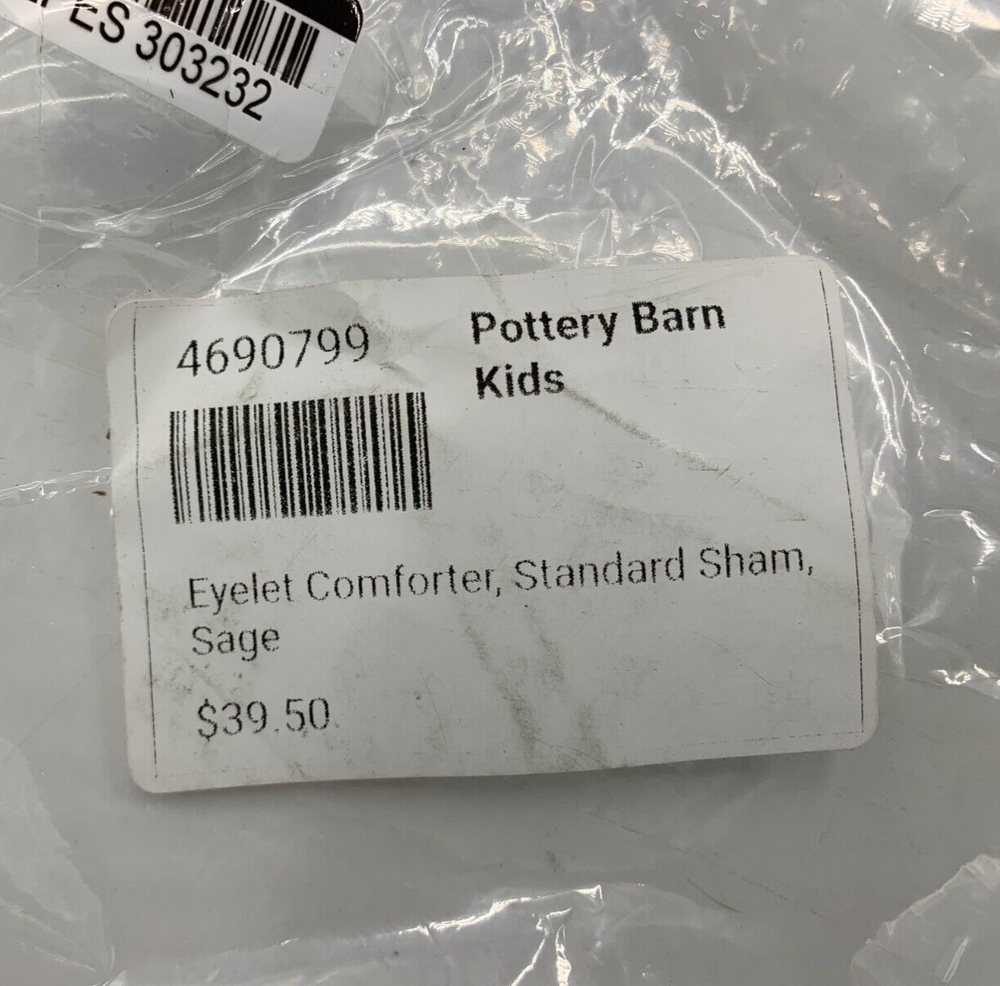 ES 303232
4690799
Pottery Barn
Kids
Eyelet Comforter, Standard Sham,
Sage
$39.50